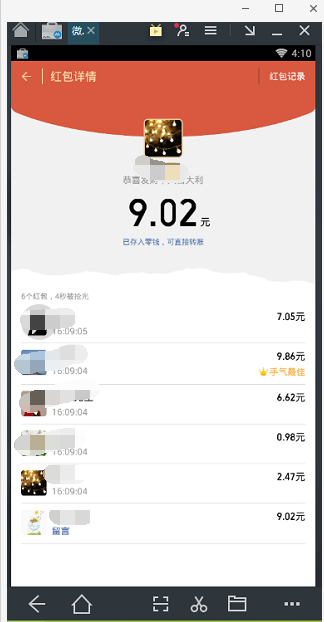 微.
4:10
红包详情
红包记录
恭喜发财
大利
9.02元
已存入零钱，可直接转账
6个红包，4秒被抢光
7.05元
16:09:05
9.86元
16:09:04
手气最佳
6.62元
16:09:04
0.98元
16:09:04
2.47元
16:09:04
9.02元
留言